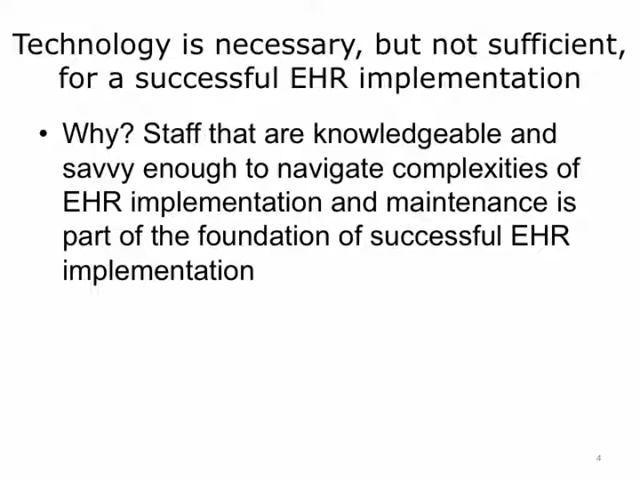 Technology is necessary, but not sufficient,
for a successful EHR implementation
• Why? Staff that are knowledgeable and
savvy enough to navigate complexities of
EHR implementation and maintenance is
part of the foundation of successful EHR
implementation
4